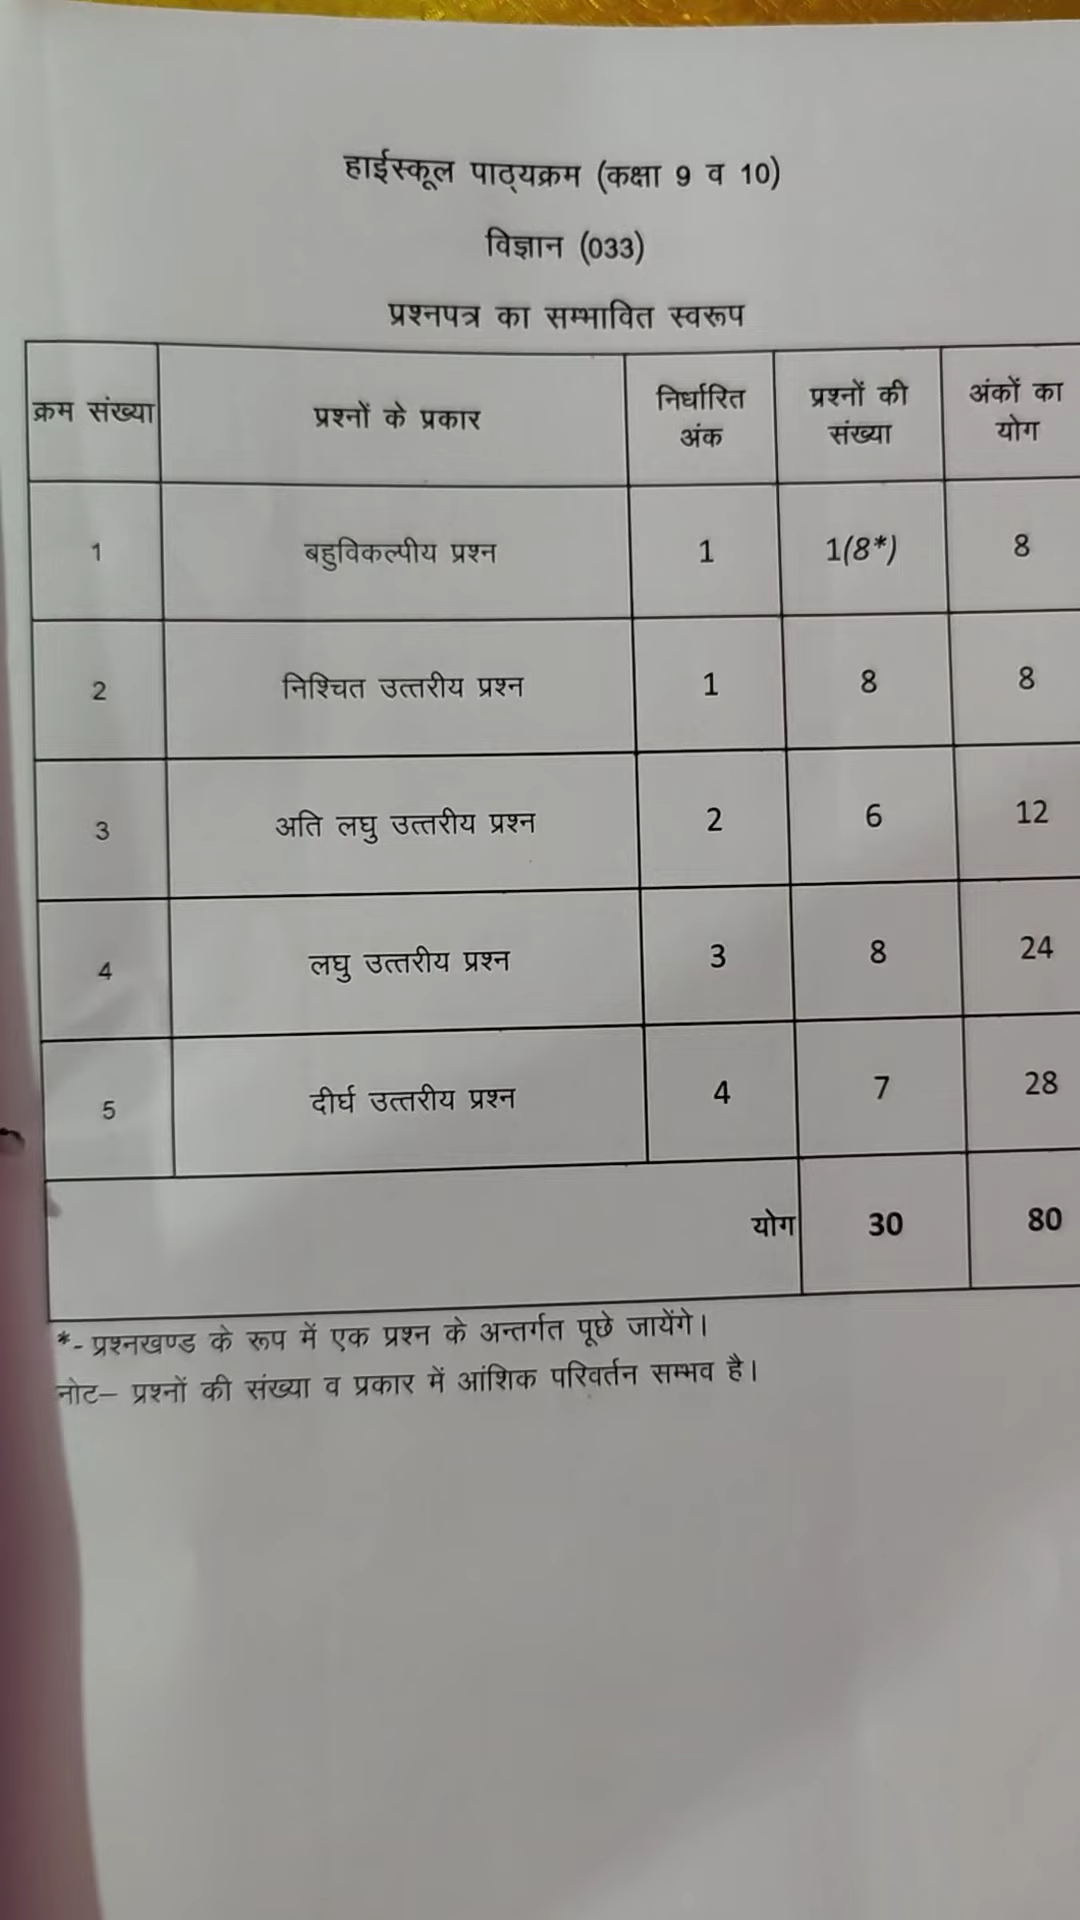 हाईस्कूल पाठ्यक्रम (कक्षा 9 व 10)
विज्ञान (033)
प्रश्नपत्र का सम्भावित स्वरूप
क्रम संख्या प्रश्नों के प्रकार निर्धारित अंक प्रश्नों की संख्या अंकों का योग
1 बहुविकल्पीय प्रश्न 1 1(8*) 8
2 निश्चित उत्तरीय प्रश्न 1 8 8
3 अति लघु उत्तरीय प्रश्न 2 6 12
4 लघु उत्तरीय प्रश्न 3 8 24
5 दीर्घ उत्तरीय प्रश्न 4 7 28
योग 30 80
*- प्रश्नखण्ड के रूप में एक प्रश्न के अन्तर्गत पूछे जायेंगे।
नोट– प्रश्नों की संख्या व प्रकार में आंशिक परिवर्तन सम्भव है।